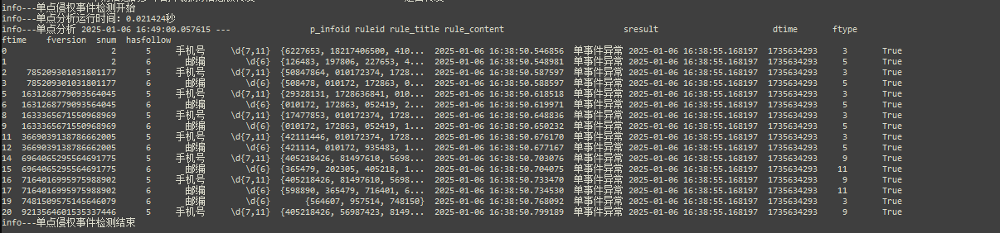 info---单点侵权事件检测开始
info---单点分析运行时间：0.021424秒
info---单点分析 2025-01-06 16:49:00.057615 --- p_infoid ruleid rule_title rule_content sresult dtime ftype
ftime fversion snum hasfollow
0 2 5 手机号 \d{7,11} {6227653, 18217406500, 410... 2025-01-06 16:38:50.546856 单事件异常 2025-01-06 16:38:55.168197 1735634293 3 True
1 2 6 邮编 \d{6} {126483, 197806, 227653, 4... 2025-01-06 16:38:50.548981 单事件异常 2025-01-06 16:38:55.168197 1735634293 5 True
2 785209301031801177 5 手机号 \d{7,11} {50847864, 010172374, 1728... 2025-01-06 16:38:50.587597 单事件异常 2025-01-06 16:38:55.168197 1735634293 3 True
3 785209301031801177 6 邮编 \d{6} {508478, 010172, 172863, 0... 2025-01-06 16:38:50.588597 单事件异常 2025-01-06 16:38:55.168197 1735634293 5 True
5 1631268779093564045 5 手机号 \d{7,11} {29328131, 1728636841, 010... 2025-01-06 16:38:50.618518 单事件异常 2025-01-06 16:38:55.168197 1735634293 3 True
6 1631268779093564045 6 邮编 \d{6} {010172, 172863, 052419, 2... 2025-01-06 16:38:50.619971 单事件异常 2025-01-06 16:38:55.168197 1735634293 5 True
8 1633365671550968969 5 手机号 \d{7,11} {17477853, 010172374, 1728... 2025-01-06 16:38:50.648836 单事件异常 2025-01-06 16:38:55.168197 1735634293 3 True
9 1633365671550968969 6 邮编 \d{6} {010172, 172863, 052419, 1... 2025-01-06 16:38:50.650232 单事件异常 2025-01-06 16:38:55.168197 1735634293 5 True
11 3669039138786662005 5 手机号 \d{7,11} {42111446, 010172374, 1728... 2025-01-06 16:38:50.676170 单事件异常 2025-01-06 16:38:55.168197 1735634293 3 True
12 3669039138786662005 6 邮编 \d{6} {421114, 010172, 935483, 1... 2025-01-06 16:38:50.677167 单事件异常 2025-01-06 16:38:55.168197 1735634293 5 True
14 6964065295564691775 5 手机号 \d{7,11} {405218426, 81497610, 5698... 2025-01-06 16:38:50.703076 单事件异常 2025-01-06 16:38:55.168197 1735634293 9 True
15 6964065295564691775 6 邮编 \d{6} {365479, 202305, 405218, 1... 2025-01-06 16:38:50.704075 单事件异常 2025-01-06 16:38:55.168197 1735634293 11 True
16 7164016995975988902 5 手机号 \d{7,11} {405218426, 81497610, 5698... 2025-01-06 16:38:50.733470 单事件异常 2025-01-06 16:38:55.168197 1735634293 9 True
17 7164016995975988902 6 邮编 \d{6} {598890, 365479, 716401, 6... 2025-01-06 16:38:50.734530 单事件异常 2025-01-06 16:38:55.168197 1735634293 11 True
19 7481509575145646079 6 邮编 \d{6} {564607, 957514, 748150} 2025-01-06 16:38:50.768092 单事件异常 2025-01-06 16:38:55.168197 1735634293 3 True
20 9213564601535337446 5 手机号 \d{7,11} {405218426, 56987423, 8149... 2025-01-06 16:38:50.799189 单事件异常 2025-01-06 16:38:55.168197 1735634293 9 True
info---单点侵权事件检测结束